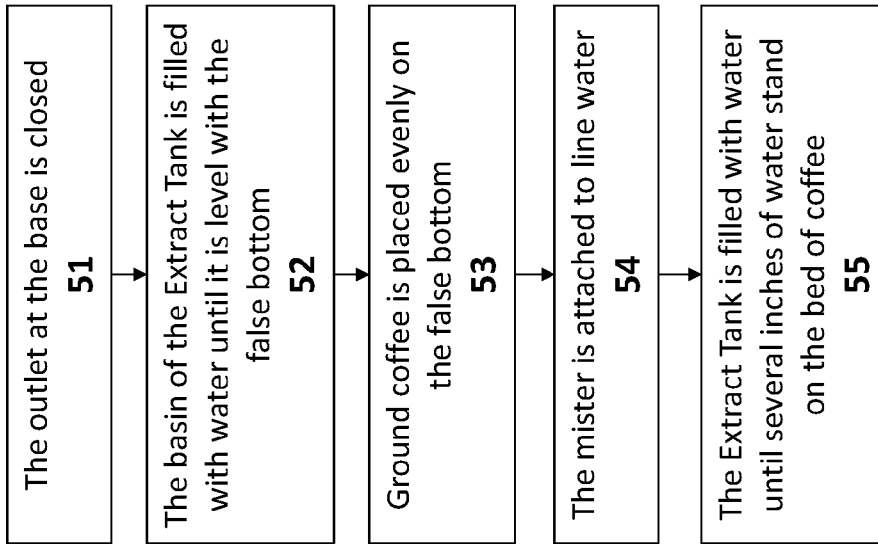 The outlet at the base is closed
51
The basin of the Extract Tank is filled
with water until it is level with the
false bottom
52
Ground coffee is placed evenly on
the false bottom
53
The mister is attached to line water
54
The Extract Tank is filled with water
until several inches of water stand
on the bed of coffee
55